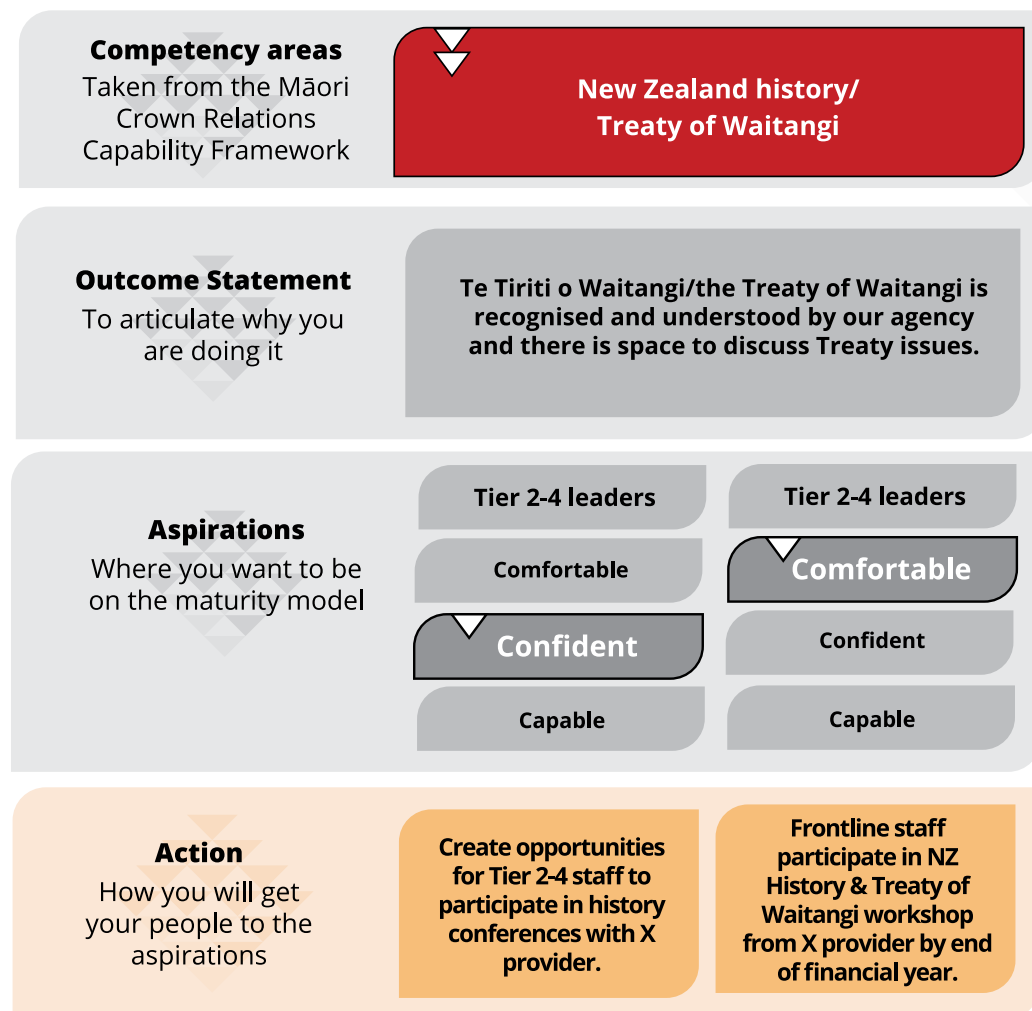 Competency areas
Taken from the Māori
Crown Relations
Capability Framework
New Zealand history/
Treaty of Waitangi
Outcome Statement
To articulate why you
are doing it
Te Tiriti o Waitangi/the Treaty of Waitangi is
recognised and understood by our agency
and there is space to discuss Treaty issues.
Aspirations
Where you want to be
on the maturity model
Tier 2-4 leaders
Comfortable
Confident
Capable
Tier 2-4 leaders
Comfortable
Confident
Capable
Action
How you will get
your people to the
aspirations
Create opportunities
for Tier 2-4 staff to
participate in history
conferences with X
provider.
Frontline staff
participate in NZ
History & Treaty of
Waitangi workshop
from X provider by end
of financial year.